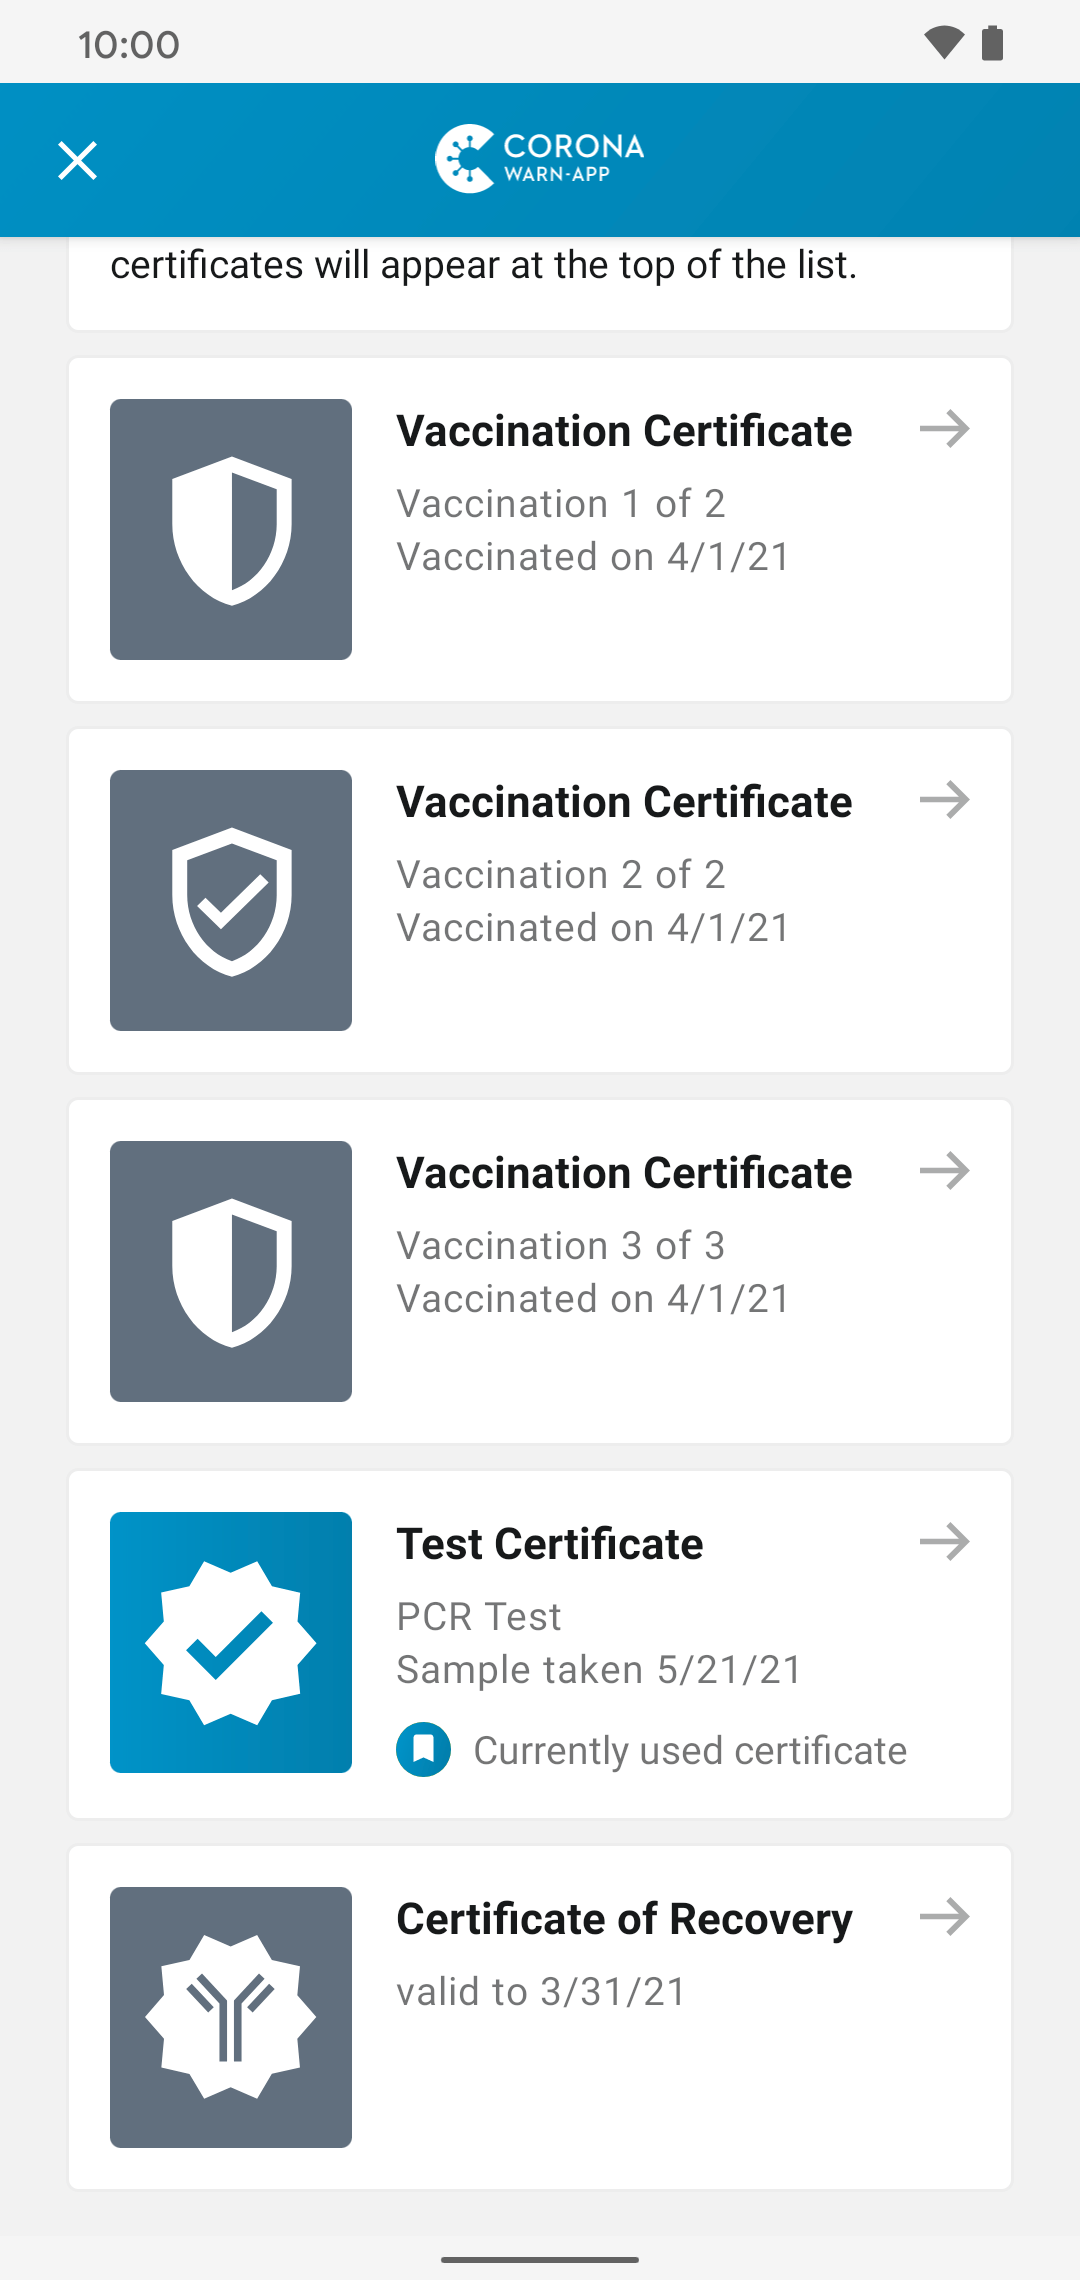 10:00
CORONA
WARN-APP
certificates will appear at the top of the list.
Vaccination Certificate
Vaccination 1 of 2
Vaccinated on 4/1/21
Vaccination Certificate
Vaccination 2 of 2
Vaccinated on 4/1/21
Vaccination Certificate
Vaccination 3 of 3
Vaccinated on 4/1/21
Test Certificate
PCR Test
Sample taken 5/21/21
Currently used certificate
Certificate of Recovery
valid to 3/31/21